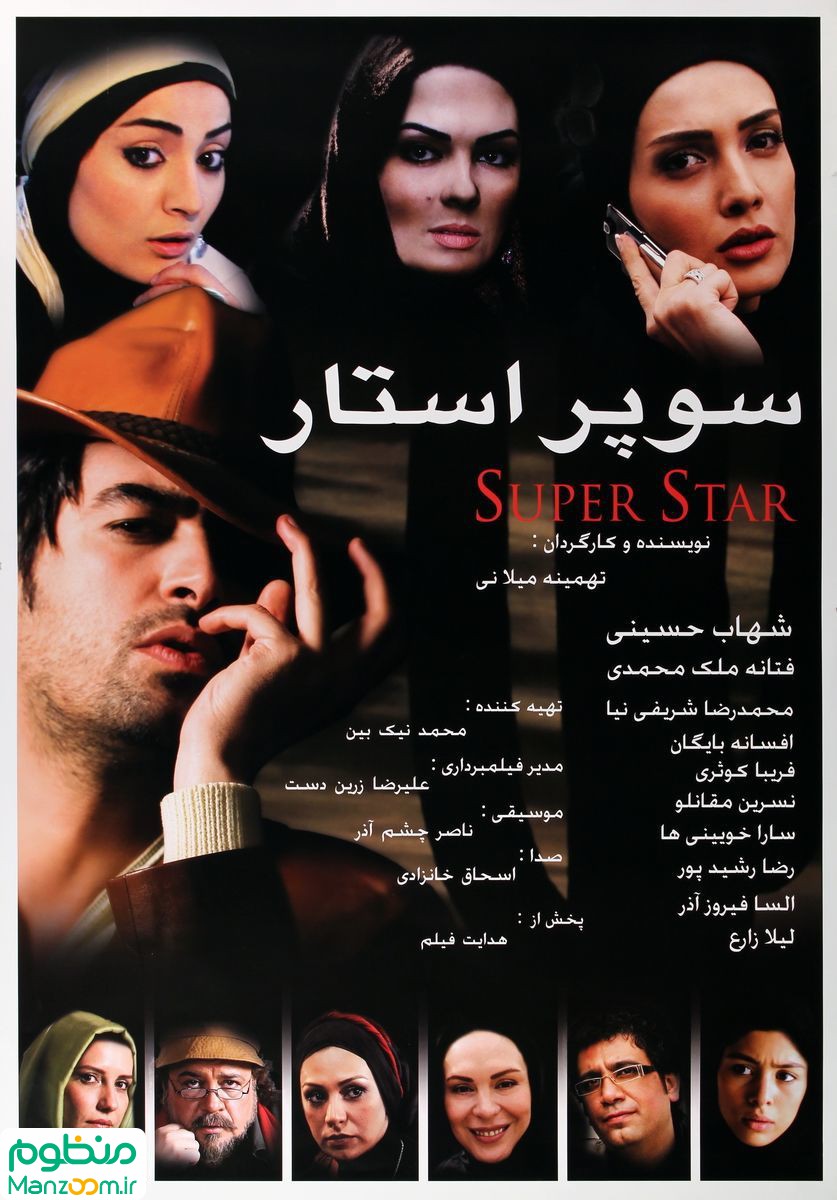 سوپر استار
SUPER STAR
نویسنده و کارگردان :
تهمینه میلانی
شهاب حسینی
فتانه ملک محمدی
محمدرضا شریفی نیا
افسانه بایگان
فریبا کوثری
نسرین مقانلو
سارا خویینی ها
رضا رشید پور
السا فیروز آذر
لیلا زارع
تهیه کننده :
محمد نیک بین
مدیر فیلمبرداری :
علیرضا زرین دست
موسیقی :
ناصر چشم آذر
صدا :
اسحاق خانزادی
پخش از :
هدایت فیلم
منظوم
Manzoom.ir